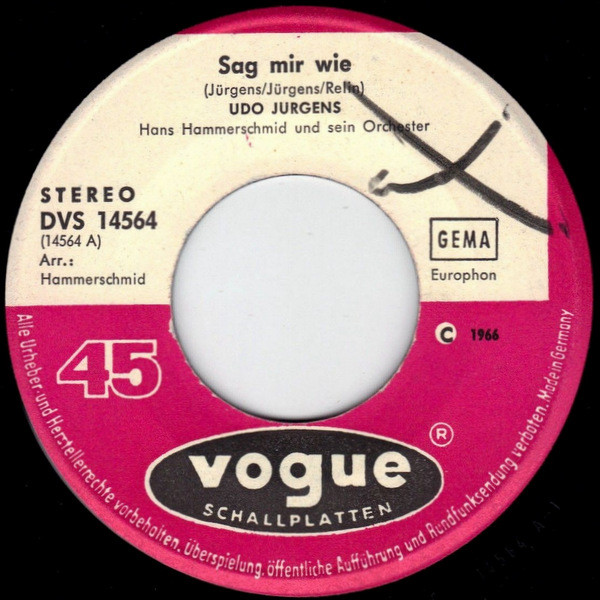 Sag mir wie
(Jürgens/Jürgens/Relin)
UDO JURGENS
Hans Hammerschmid und sein Orchester
STEREO
DVS 14564
(14564 A)
Arr.:
Hammerschmid
GEMA
Europhon
45
C 1966
vogue ®
SCHALLPLATTEN
Alle Urheber- und Herstellerrechte vorbehalten. Überspielung, öffentliche Aufführung und Rundfunksendung verboten. Made in Germany